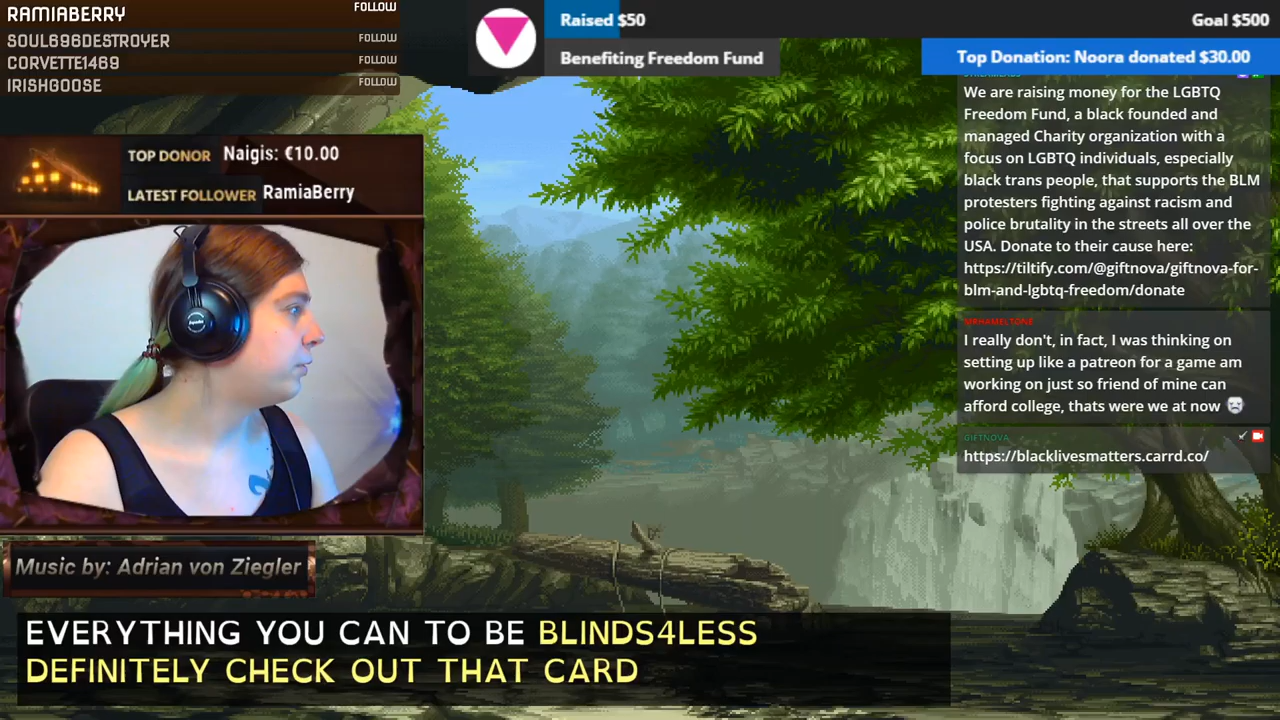 RAMIABERRY FOLLOW
SOUL696DESTROYER FOLLOW
CORVETTE1469 FOLLOW
IRISHGOOSE FOLLOW
Raised $50 Goal $500
Benefiting Freedom Fund
Top Donation: Noora donated $30.00
TOP DONOR Naigis: €10.00
LATEST FOLLOWER RamiaBerry
We are raising money for the LGBTQ
Freedom Fund, a black founded and
managed Charity organization with a
focus on LGBTQ individuals, especially
black trans people, that supports the BLM
protesters fighting against racism and
police brutality in the streets all over the
USA. Donate to their cause here:
https://tiltify.com/@giftnova/giftnova-for-
blm-and-lgbtq-freedom/donate
MRHAMELTONE
I really don't, in fact, I was thinking on
setting up like a patreon for a game am
working on just so friend of mine can
afford college, thats were we at now
GIFTNOVA
https://blacklivesmatters.carrd.co/
Music by: Adrian von Ziegler
EVERYTHING YOU CAN TO BE BLINDS4LESS
DEFINITELY CHECK OUT THAT CARD